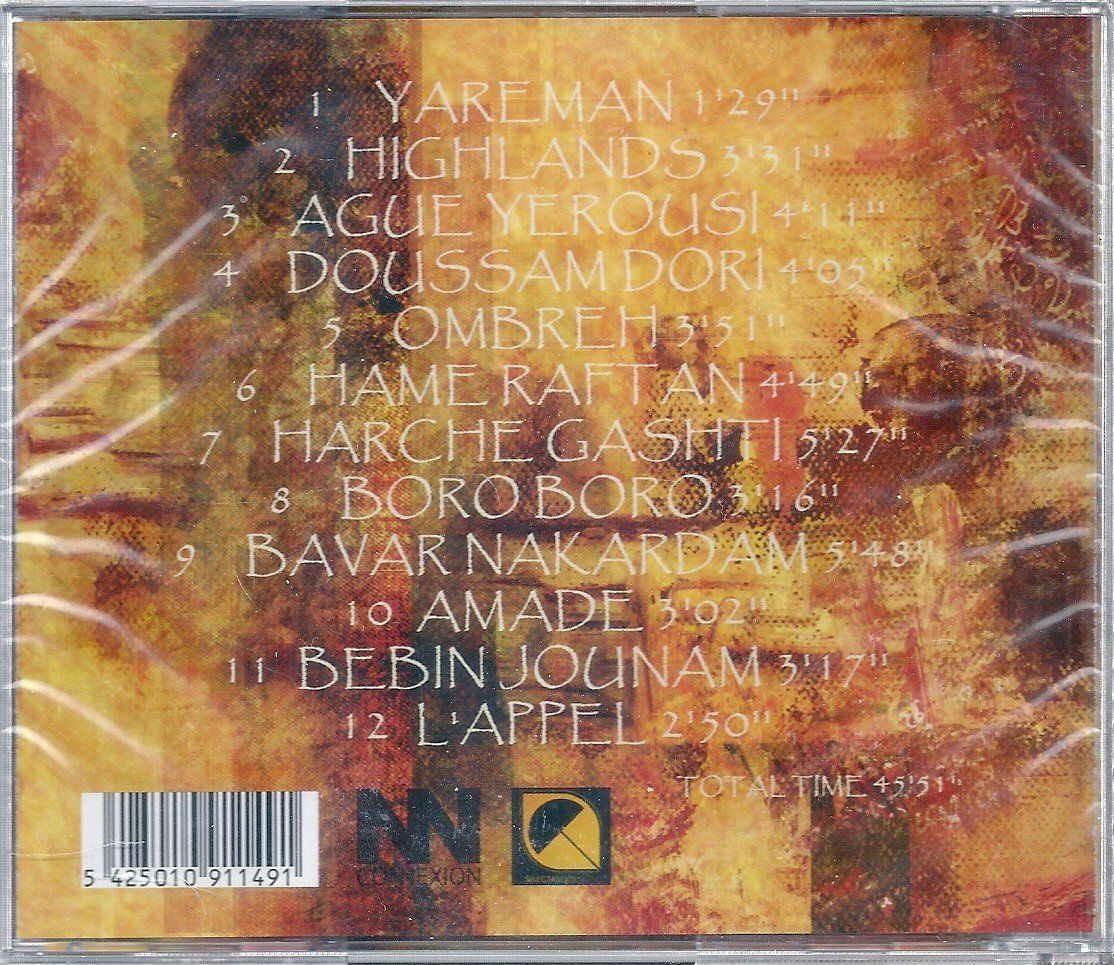 1 YAREMAN 1'29"
2 HIGHLANDS 3'31"
3 AGUE YEROUSI 4'11"
4 DOUSSAM DORI 4'05"
5 OMBREH 3'51"
6 HAME RAFTAN 4'49"
7 HARCHE GASHTI 5'27"
8 BORO BORO 3'16"
9 BAVAR NAKARDAM 5'48"
10 AMADE 3'02"
11 BEBIN JOUNAM 3'17"
12 L'APPEL 2'50"
TOTAL TIME 45'51"
CONNEXION
5 425010 911491